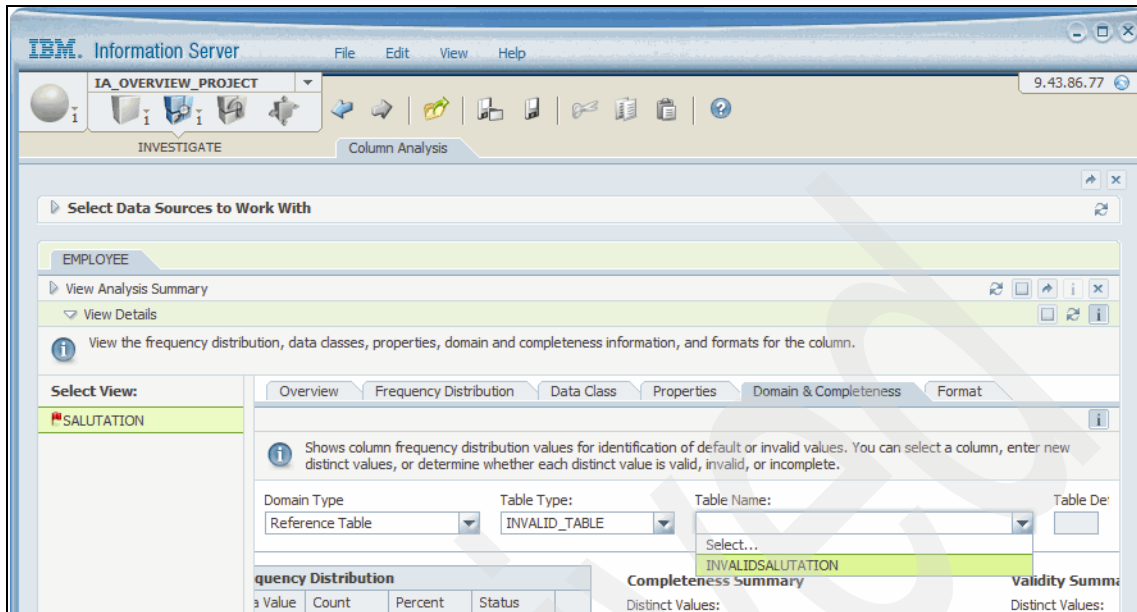 IBM. Information Server File Edit View Help
IA_OVERVIEW_PROJECT 9.43.86.77
INVESTIGATE Column Analysis
Select Data Sources to Work With
EMPLOYEE
View Analysis Summary
View Details
View the frequency distribution, data classes, properties, domain and completeness information, and formats for the column.
Select View: Overview Frequency Distribution Data Class Properties Domain & Completeness Format
SALUTATION
Shows column frequency distribution values for identification of default or invalid values. You can select a column, enter new
distinct values, or determine whether each distinct value is valid, invalid, or incomplete.
Domain Type Table Type: Table Name: Table De
Reference Table INVALID_TABLE
Select...
INVALIDSALUTATION
quency Distribution Completeness Summary Validity Summa
a Value Count Percent Status Distinct Values: Distinct Values: